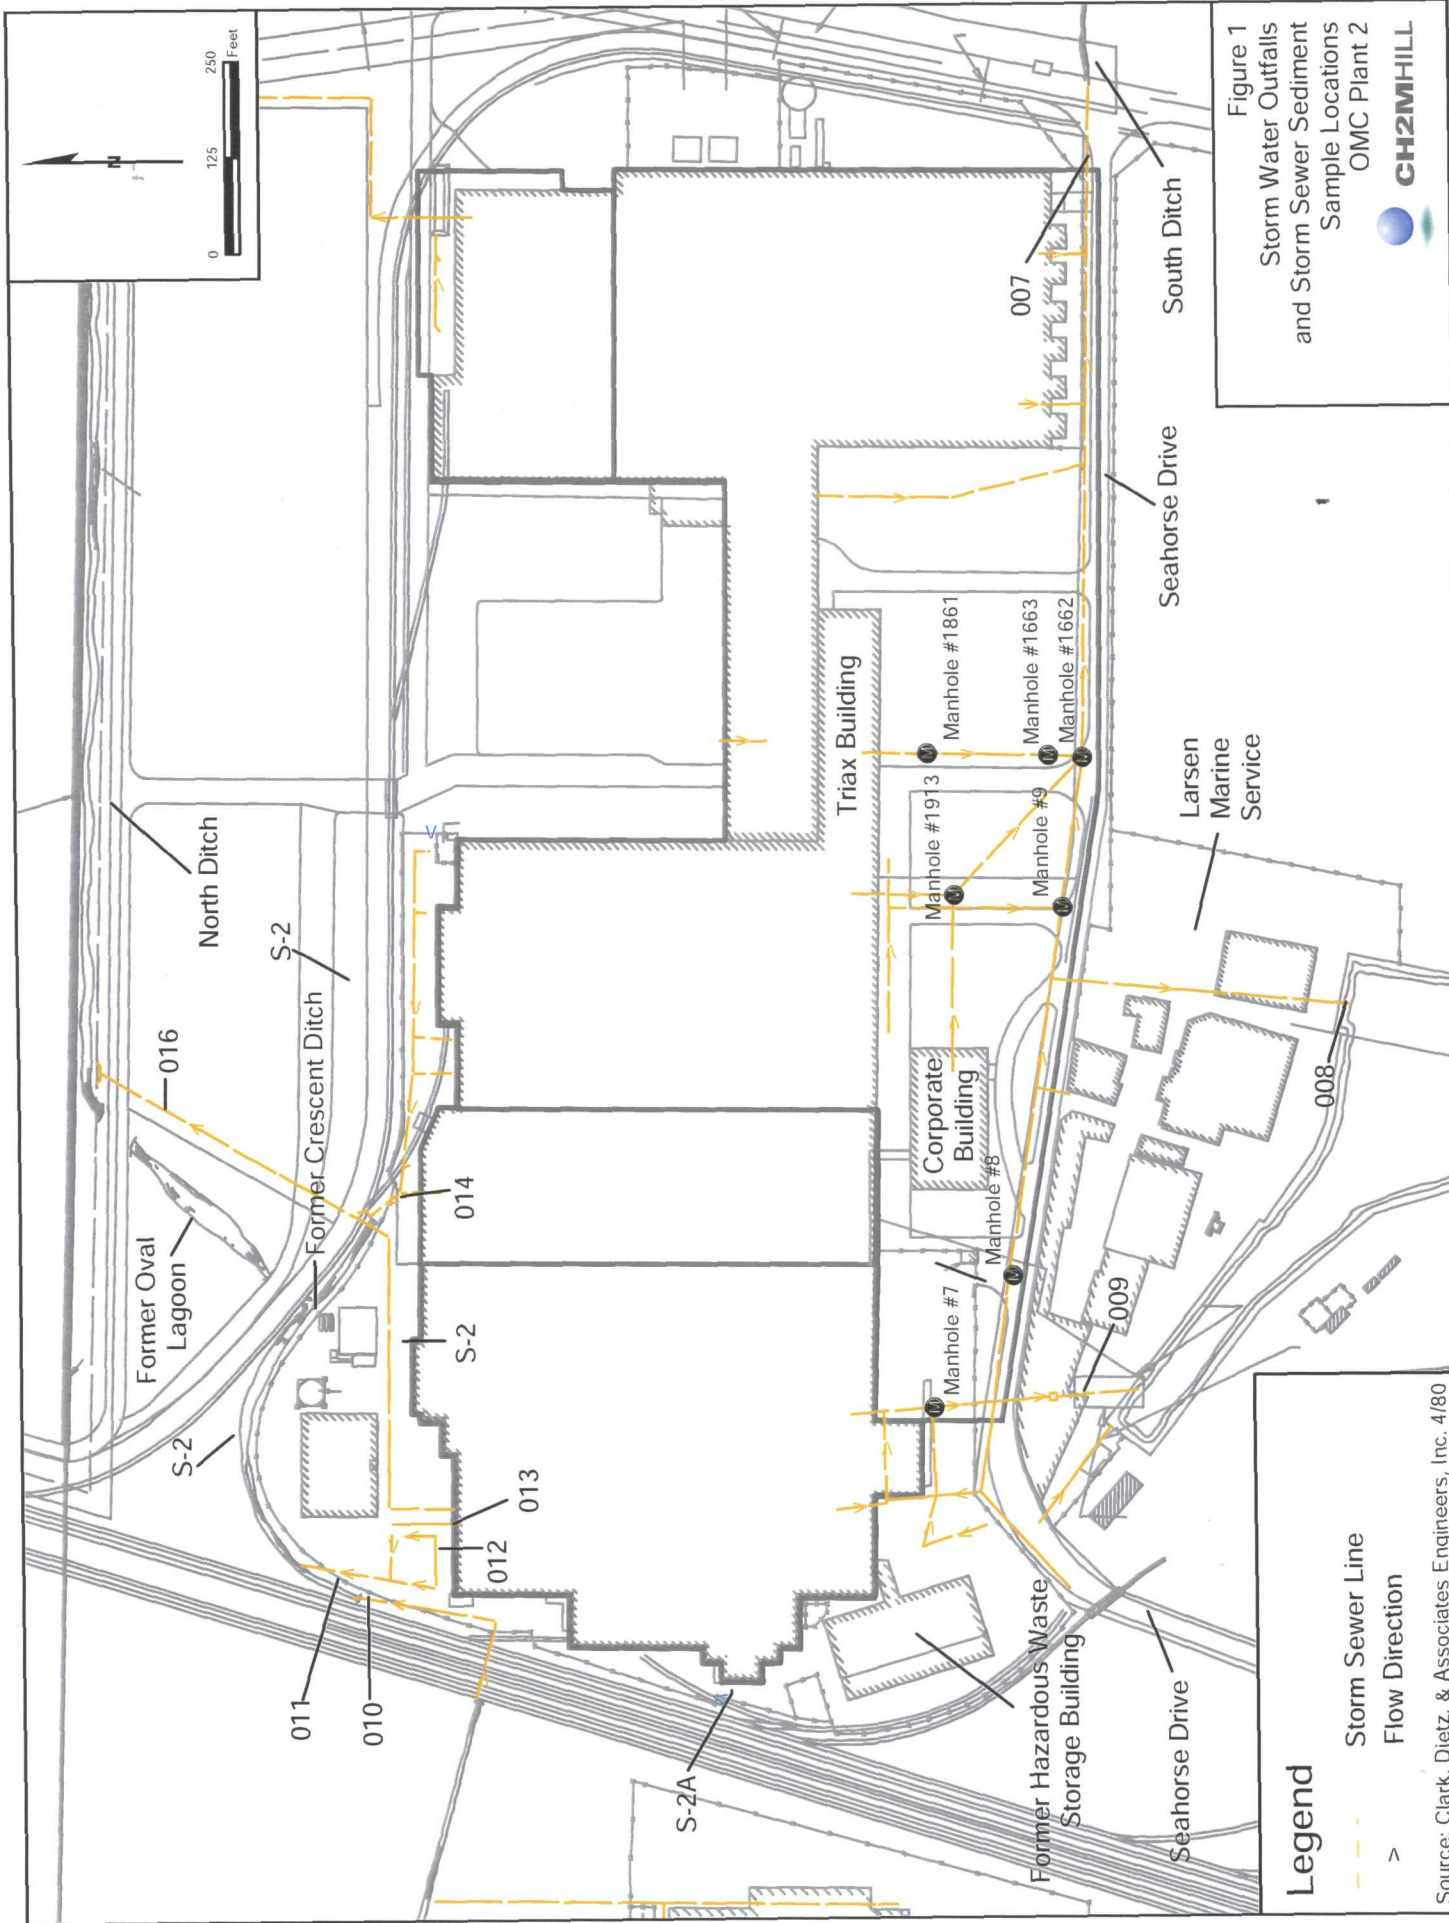 N
0
125
250
Feet
North Ditch
016
S-2
Former Oval
Lagoon
Former Crescent Ditch
014
S-2
S-2
013
012
011
010
S-2A
Triax Building
Manhole #1861
Manhole #1663
Manhole #1662
Manhole #1913
Manhole #9
Corporate
Building
Manhole #8
Manhole #7
007
South Ditch
Seahorse Drive
Larsen
Marine
Service
008
009
Former Hazardous Waste
Storage Building
Seahorse Drive
M
M
M
M
M
M
M
Legend
Storm Sewer Line
> Flow Direction
Source: Clark, Dietz, & Associates Engineers, Inc. 4/80
Figure 1
Storm Water Outfalls
and Storm Sewer Sediment
Sample Locations
OMC Plant 2
CH2MHILL